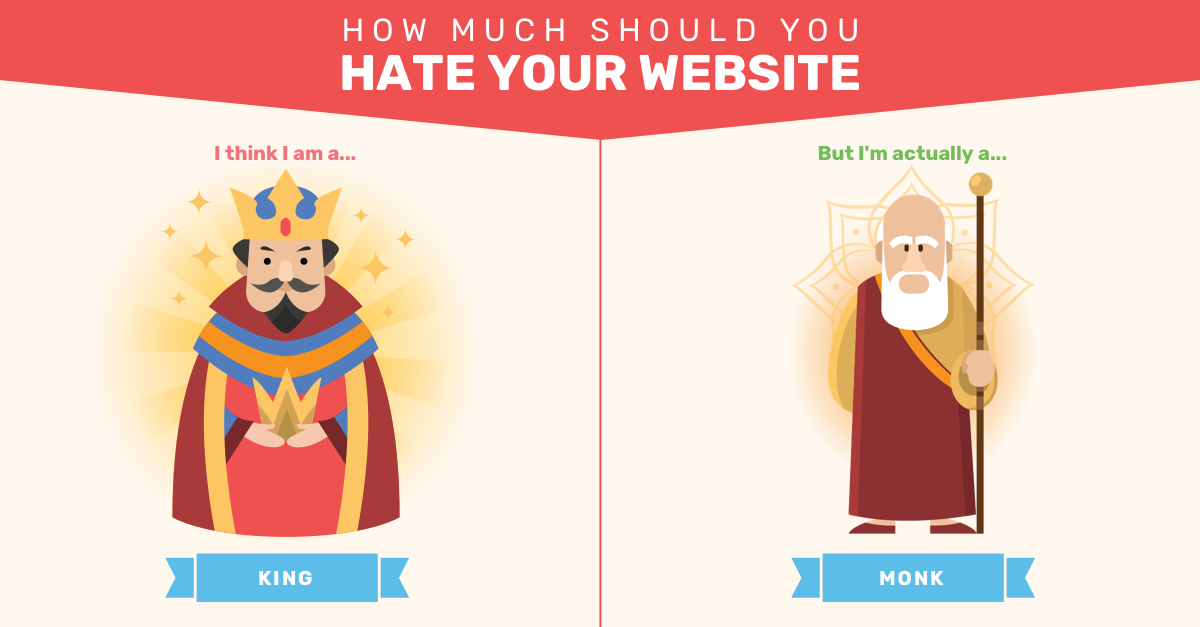 HOW MUCH SHOULD YOU
HATE YOUR WEBSITE
I think I am a...
KING
But I'm actually a...
MONK